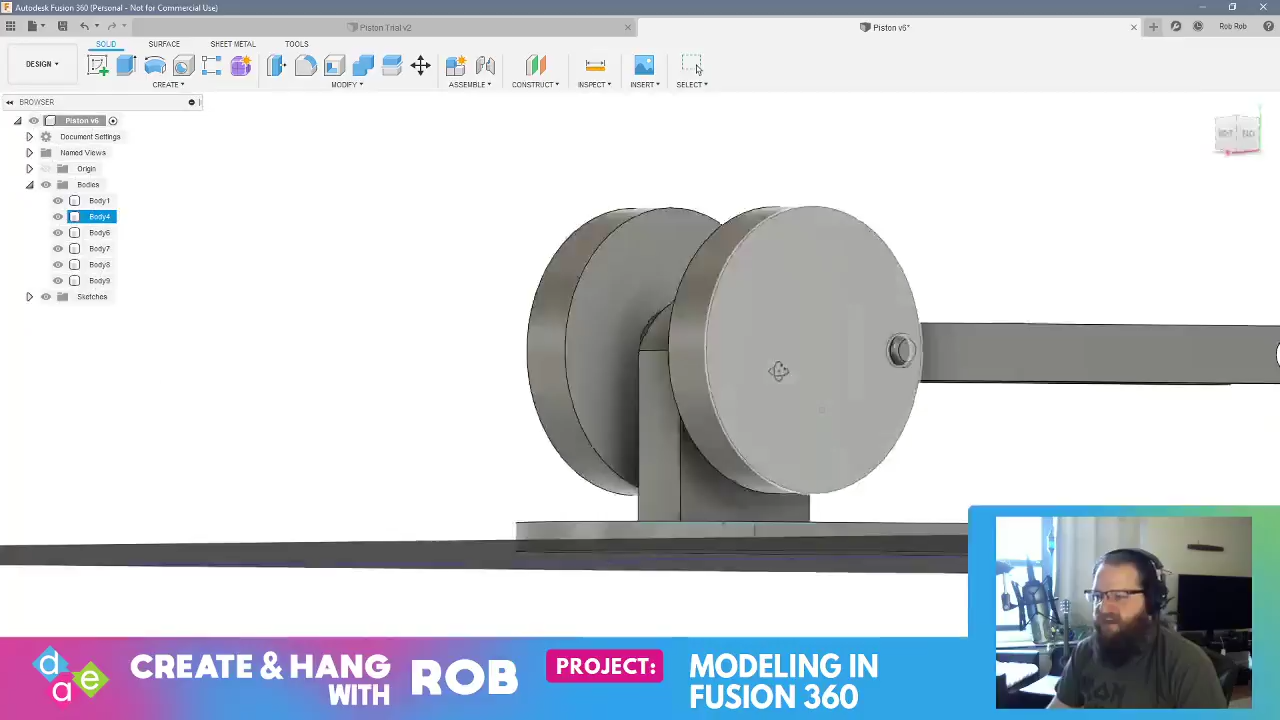 Autodesk Fusion 360 (Personal - Not for Commercial Use)
Piston Trial v2
Piston v6*
Rob Rob
DESIGN
SOLID
SURFACE
SHEET METAL
TOOLS
CREATE
MODIFY
ASSEMBLE
CONSTRUCT
INSPECT
INSERT
SELECT
BROWSER
Piston v6
Document Settings
Named Views
Origin
Bodies
Body1
Body4
Body6
Body7
Body8
Body9
Sketches
RIGHT
BACK
d
a e
CREATE & HANG
WITH
ROB
PROJECT:
MODELING IN
FUSION 360